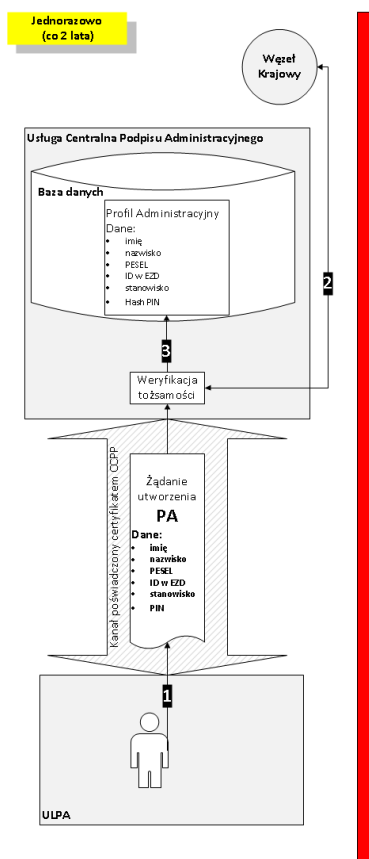 Jednorazowo
(co 2 lata)
Węzeł
Krajowy
Usługa Centralna Podpisu Administracyjnego
Baza danych
Profil Administracyjny
Dane:
• imię
• nazwisko
• PESEL
• ID w EZD
• stanowisko
• Hash PIN
2
3
Weryfikacja
tożsamości
Kanał poświadczony certyfikatem CCPP
Żądanie
utworzenia
PA
Dane:
• imię
• nazwisko
• PESEL
• ID w EZD
• stanowisko
• PIN
1
ULPA